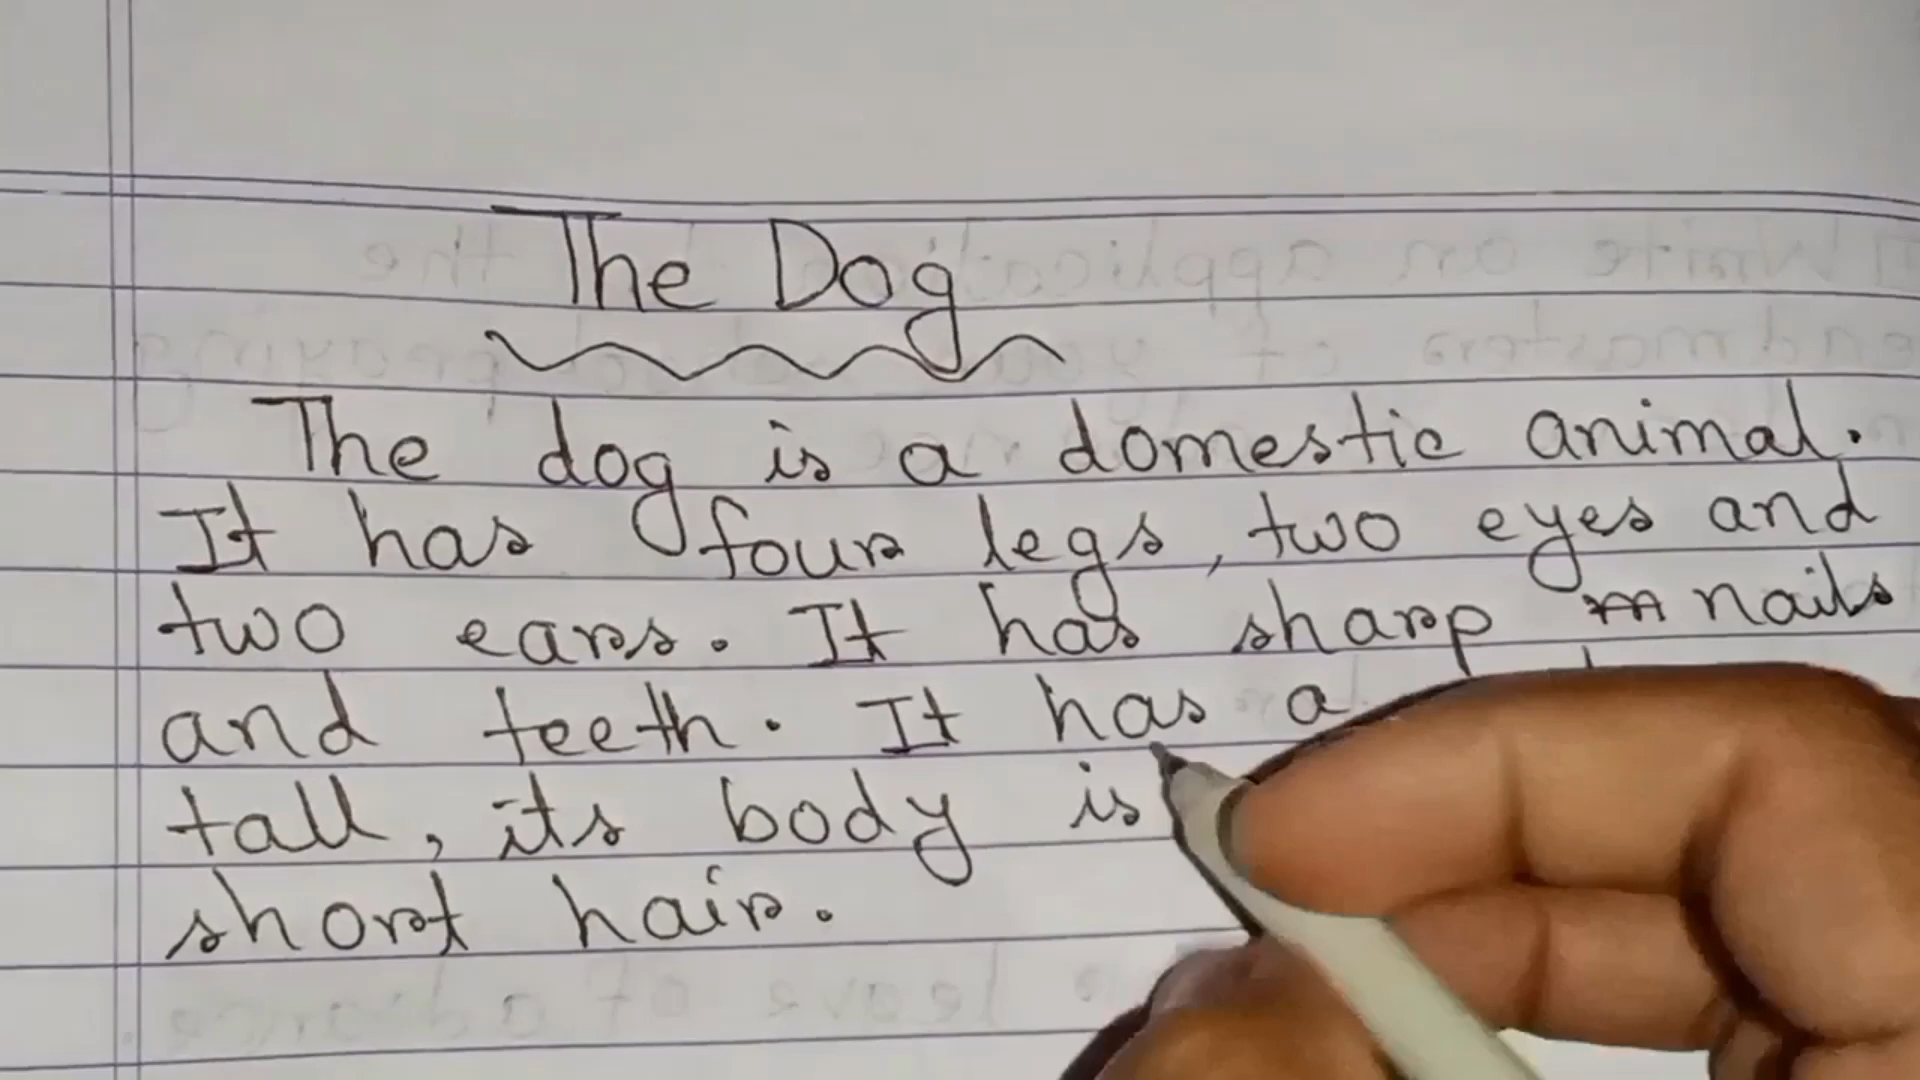 The Dog
The dog is a domestic animal.
It has four legs, two eyes and
two ears. It has sharp nails
and teeth. It has a
tall, its body is
short hair.